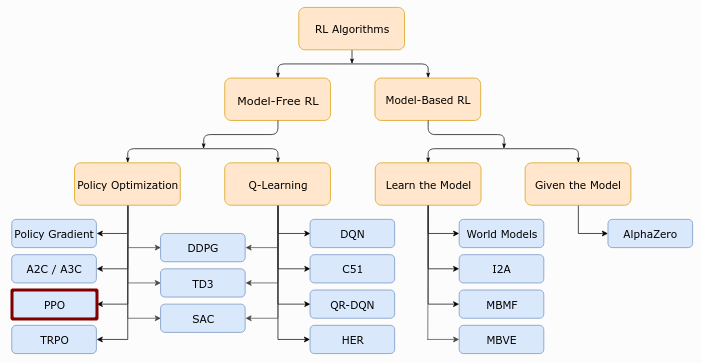 RL Algorithms
Model-Free RL
Model-Based RL
Policy Optimization
Q-Learning
Learn the Model
Given the Model
Policy Gradient
A2C / A3C
PPO
TRPO
DDPG
TD3
SAC
DQN
C51
QR-DQN
HER
World Models
I2A
MBMF
MBVE
AlphaZero